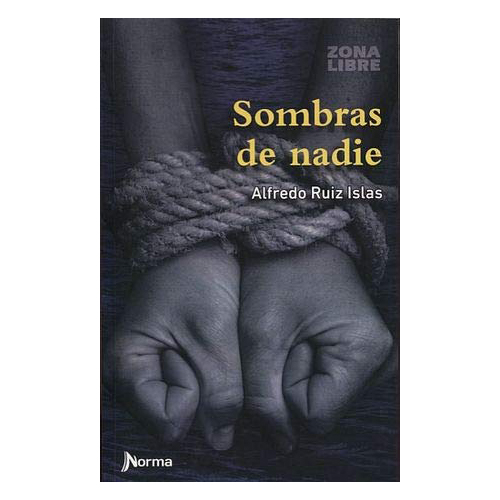 ZONA
LIBRE
Sombras
de nadie
Alfredo Ruiz Islas
Norma